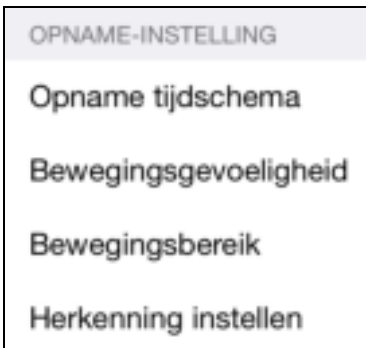 OPNAME-INSTELLING
Opname tijdschema
Bewegingsgevoeligheid
Bewegingsbereik
Herkenning instellen